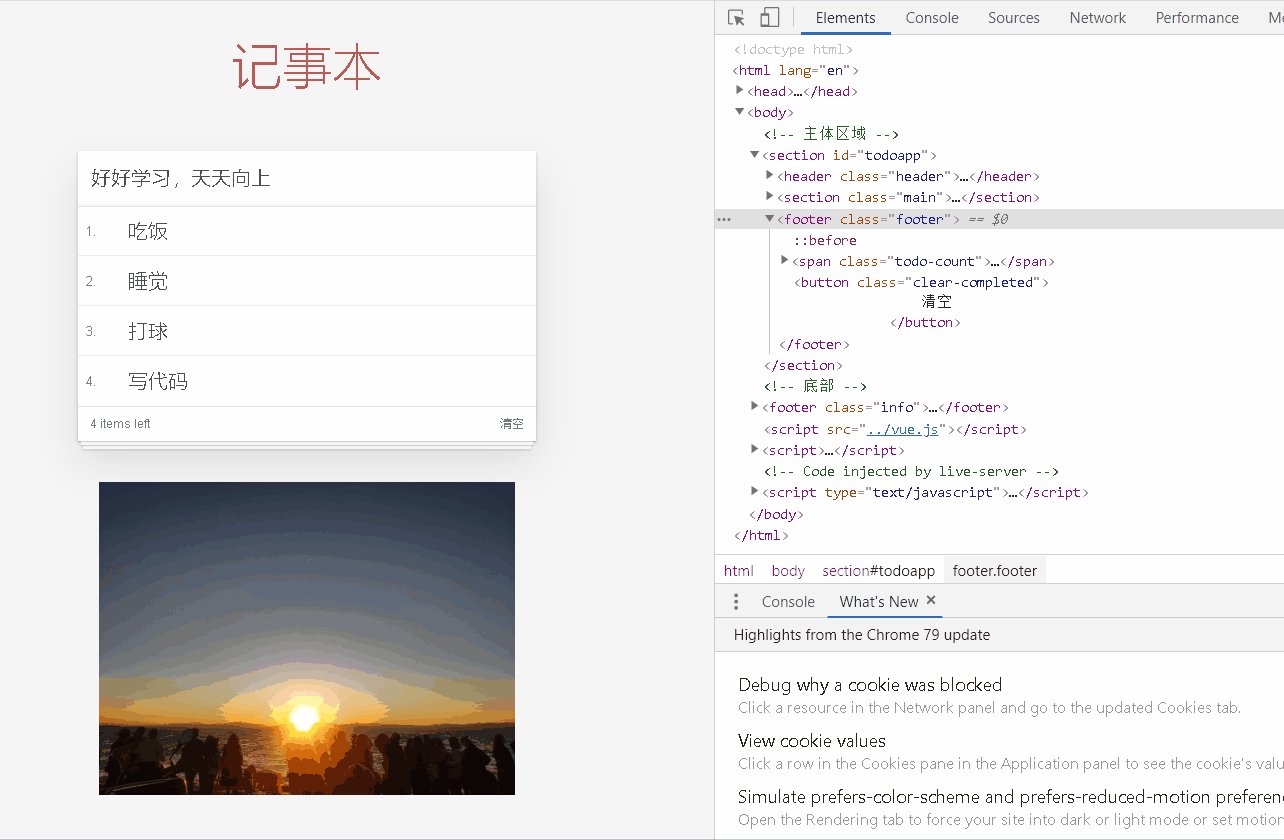 记事本
好好学习，天天向上
1. 吃饭
2. 睡觉
3. 打球
4. 写代码
4 items left 清空
Elements Console Sources Network Performance
<!doctype html>
<html lang="en">
<head>…</head>
<body>
<!-- 主体区域 -->
<section id="todoapp">
<header class="header">…</header>
<section class="main">…</section>
<footer class="footer"> == $0
::before
<span class="todo-count">…</span>
<button class="clear-completed">
清空
</button>
</footer>
</section>
<!-- 底部 -->
<footer class="info">…</footer>
<script src="../vue.js"></script>
<script>…</script>
<!-- Code injected by live-server -->
<script type="text/javascript">…</script>
</body>
</html>
html body section#todoapp footer.footer
Console What's New ×
Highlights from the Chrome 79 update
Debug why a cookie was blocked
Click a resource in the Network panel and go to the updated Cookies tab.
View cookie values
Click a row in the Cookies pane in the Application panel to see the cookie's valu
Simulate prefers-color-scheme and prefers-reduced-motion preferen
Open the Rendering tab to force your site into dark or light mode or set motion